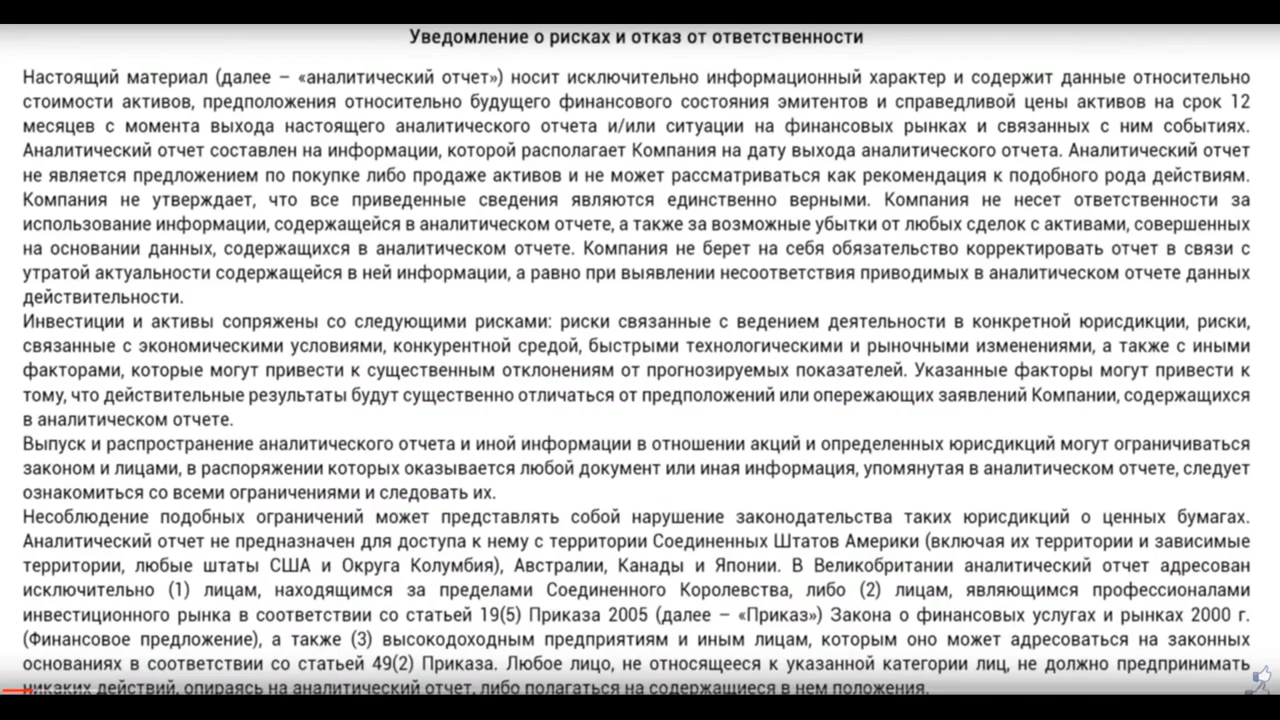 Уведомление о рисках и отказ от ответственности
Настоящий материал (далее – «аналитический отчет») носит исключительно информационный характер и содержит данные относительно
стоимости активов, предположения относительно будущего финансового состояния эмитентов и справедливой цены активов на срок 12
месяцев с момента выхода настоящего аналитического отчета и/или ситуации на финансовых рынках и связанных с ним событиях.
Аналитический отчет составлен на информации, которой располагает Компания на дату выхода аналитического отчета. Аналитический отчет
не является предложением по покупке либо продаже активов и не может рассматриваться как рекомендация к подобного рода действиям.
Компания не утверждает, что все приведенные сведения являются единственно верными. Компания не несет ответственности за
использование информации, содержащейся в аналитическом отчете, а также за возможные убытки от любых сделок с активами, совершенных
на основании данных, содержащихся в аналитическом отчете. Компания не берет на себя обязательство корректировать отчет в связи с
утратой актуальности содержащейся в ней информации, а равно при выявлении несоответствия приводимых в аналитическом отчете данных
действительности.
Инвестиции и активы сопряжены со следующими рисками: риски связанные с ведением деятельности в конкретной юрисдикции, риски,
связанные с экономическими условиями, конкурентной средой, быстрыми технологическими и рыночными изменениями, а также с иными
факторами, которые могут привести к существенным отклонениям от прогнозируемых показателей. Указанные факторы могут привести к
тому, что действительные результаты будут существенно отличаться от предположений или опережающих заявлений Компании, содержащихся
в аналитическом отчете.
Выпуск и распространение аналитического отчета и иной информации в отношении акций и определенных юрисдикций могут ограничиваться
законом и лицами, в распоряжении которых оказывается любой документ или иная информация, упомянутая в аналитическом отчете, следует
ознакомиться со всеми ограничениями и следовать их.
Несоблюдение подобных ограничений может представлять собой нарушение законодательства таких юрисдикций о ценных бумагах.
Аналитический отчет не предназначен для доступа к нему с территории Соединенных Штатов Америки (включая их территории и зависимые
территории, любые штаты США и Округа Колумбия), Австралии, Канады и Японии. В Великобритании аналитический отчет адресован
исключительно (1) лицам, находящимся за пределами Соединенного Королевства, либо (2) лицам, являющимся профессионалами
инвестиционного рынка в соответствии со статьей 19(5) Приказа 2005 (далее – «Приказ») Закона о финансовых услугах и рынках 2000 г.
(Финансовое предложение), а также (3) высокодоходным предприятиям и иным лицам, которым оно может адресоваться на законных
основаниях в соответствии со статьей 49(2) Приказа. Любое лицо, не относящееся к указанной категории лиц, не должно предпринимать
никаких действий, опираясь на аналитический отчет, либо полагаться на содержащиеся в нем положения.